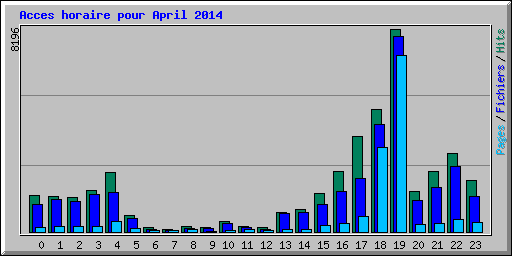 Acces horaire pour April 2014
8196
Pages / Fichiers / Hits
0 1 2 3 4 5 6 7 8 9 10 11 12 13 14 15 16 17 18 19 20 21 22 23